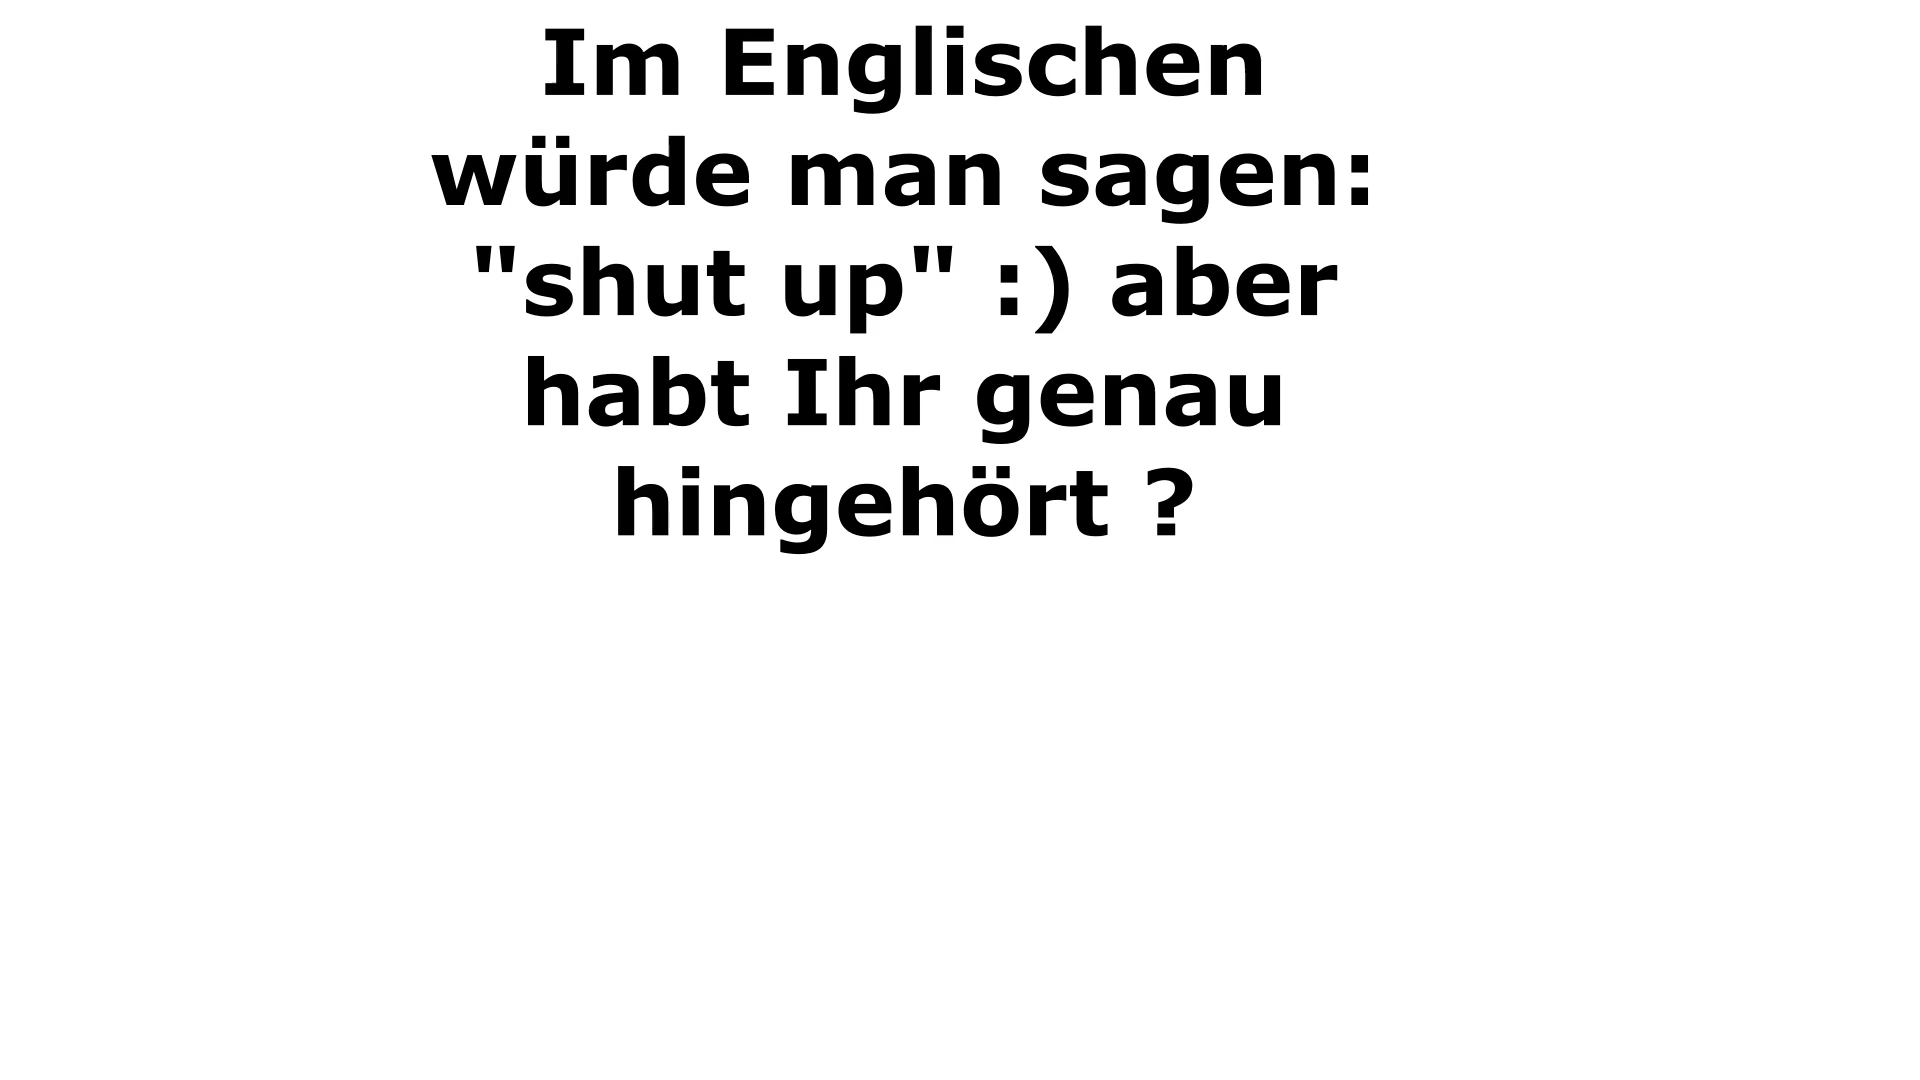 Im Englischen
würde man sagen:
"shut up" :) aber
habt Ihr genau
hingehört ?